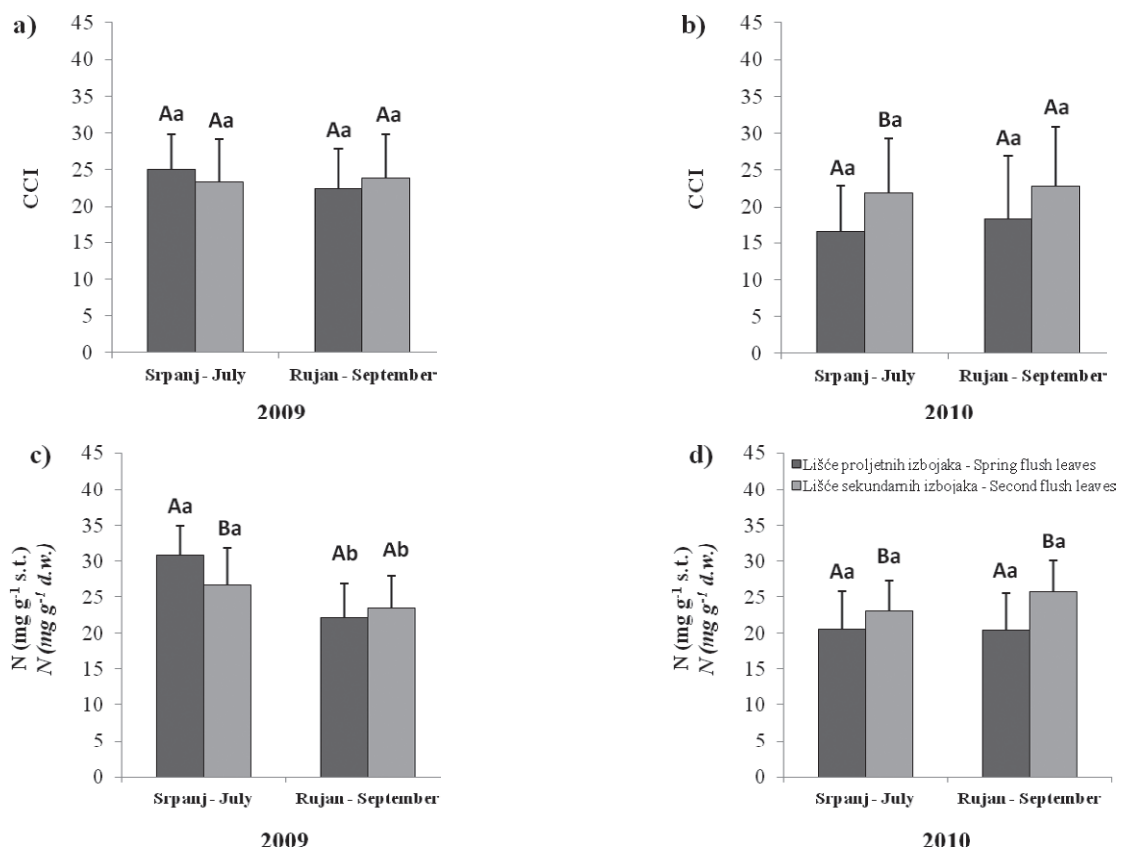 a)
45
40
35
30
25
20
15
10
5
0
CCI
Aa
Aa
Aa
Aa
Srpanj - July
Rujan - September
2009
b)
45
40
35
30
25
20
15
10
5
0
CCI
Aa
Ba
Aa
Aa
Srpanj - July
Rujan - September
2010
c)
45
40
35
30
25
20
15
10
5
0
N (mg g⁻¹ s.t.)
N (mg g⁻¹ d.w.)
Aa
Ba
Ab
Ab
Srpanj - July
Rujan - September
2009
d)
45
40
35
30
25
20
15
10
5
0
N (mg g⁻¹ s.t.)
N (mg g⁻¹ d.w.)
Lišće proljetnih izbojaka - Spring flush leaves
Lišće sekundarnih izbojaka - Second flush leaves
Aa
Ba
Aa
Ba
Srpanj - July
Rujan - September
2010